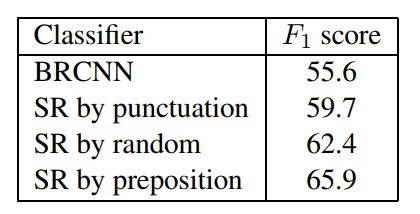 Classifier F₁ score
BRCNN 55.6
SR by punctuation 59.7
SR by random 62.4
SR by preposition 65.9